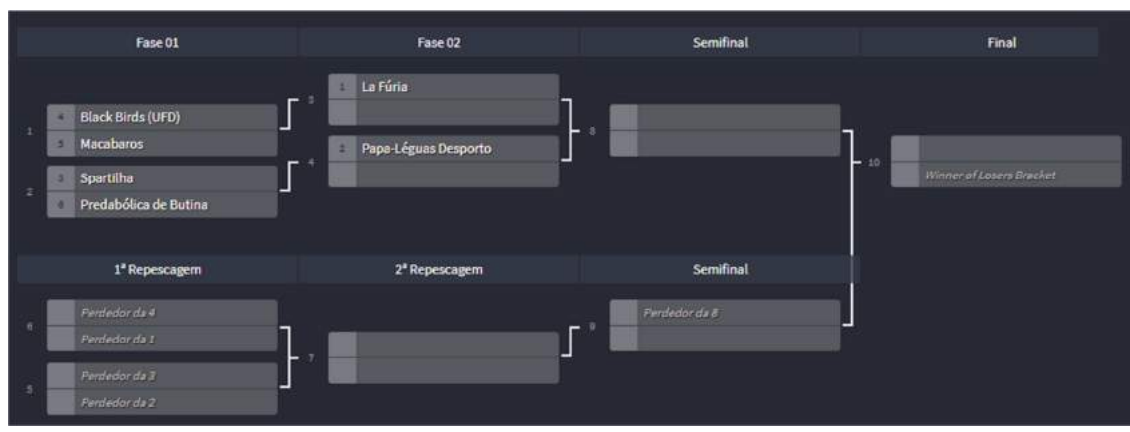 Fase 01
Fase 02
Semifinal
Final
1 La Fúria
3
4 Black Birds (UFD)
1
5 Macabaros
2 Papa-Léguas Desporto
8
4
3 Spartilha
2
6 Predabólica de Butina
10
Winner of Losers Bracket
1ª Repescagem
2ª Repescagem
Semifinal
Perdedor da 4
6
Perdedor da 1
Perdedor da 8
9
7
Perdedor da 3
5
Perdedor da 2